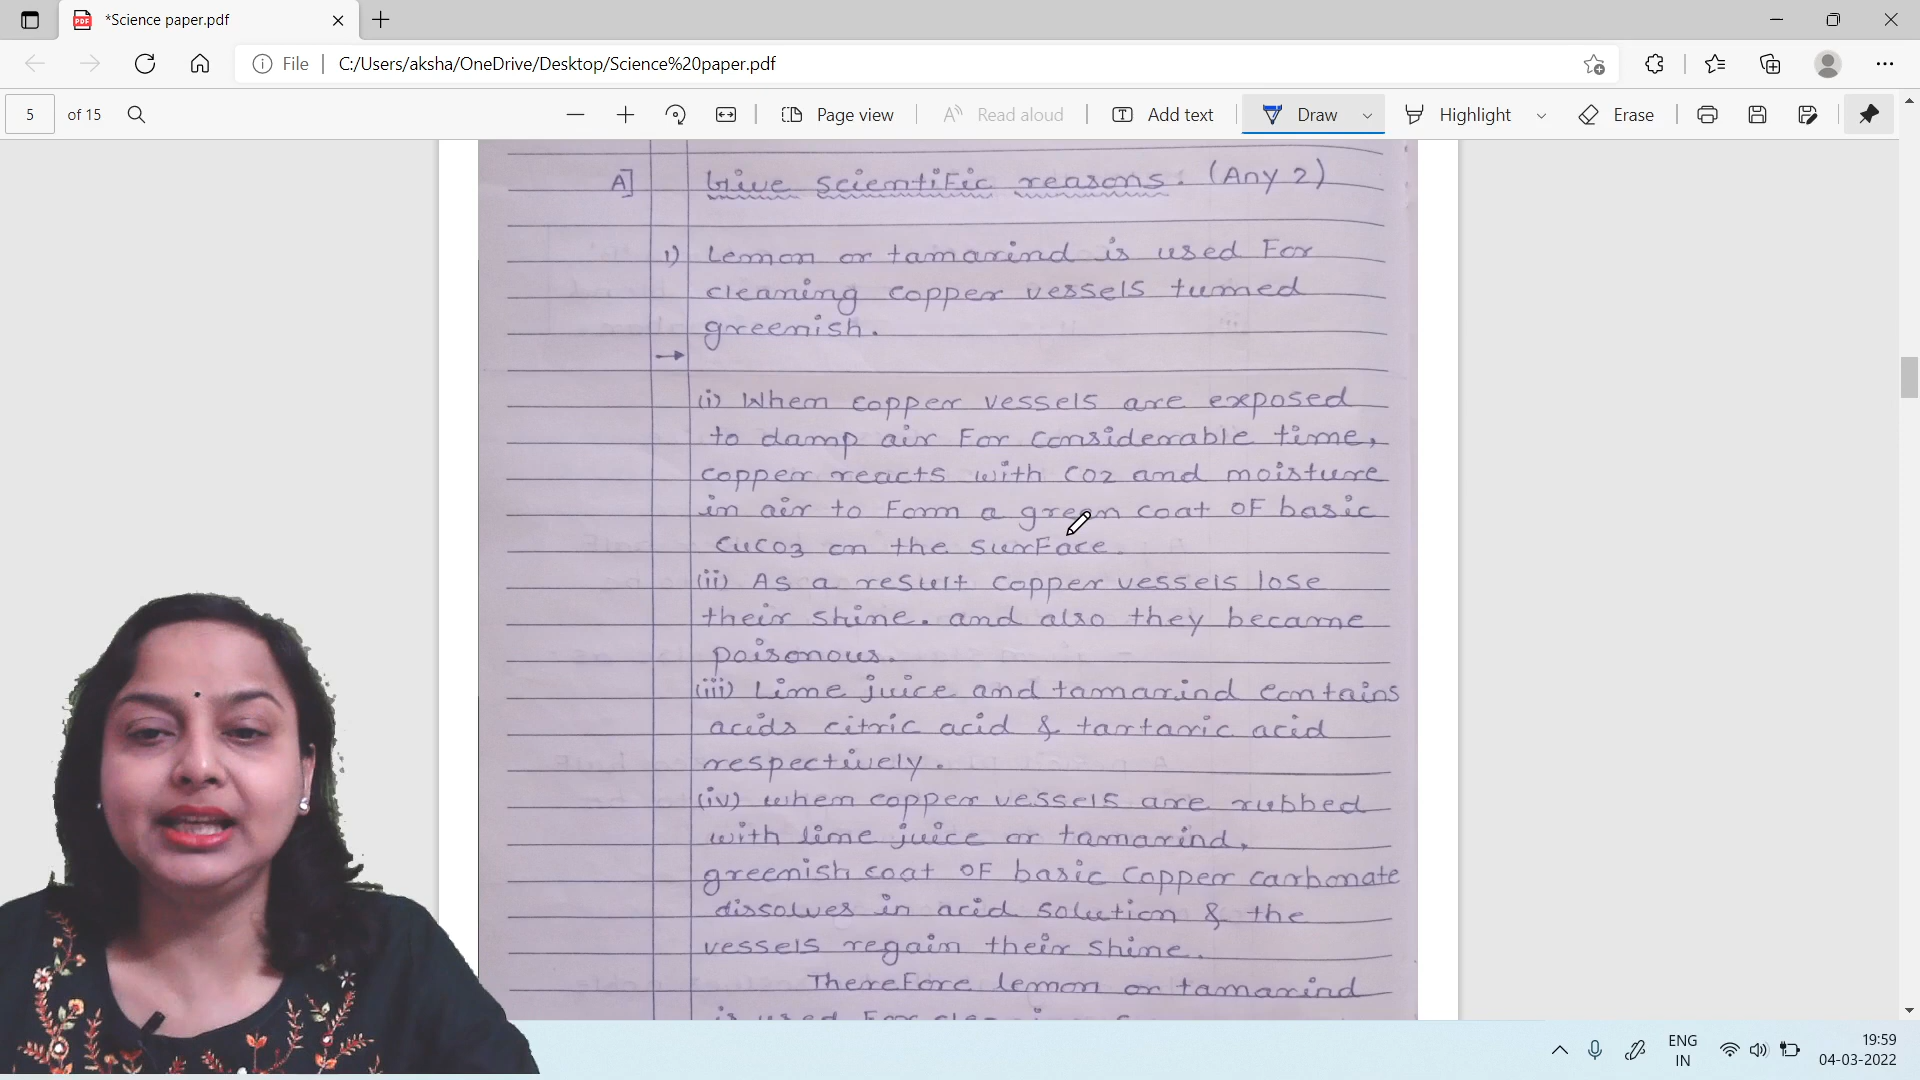 *Science paper.pdf
File
C:/Users/aksha/OneDrive/Desktop/Science%20paper.pdf
5 of 15
Page view
Read aloud
Add text
Draw
Highlight
Erase
A] Give scientific reasons. (Any 2)
1) Lemon or tamarind is used for
cleaning copper vessels turned
greenish.
→
(i) When copper vessels are exposed
to damp air for considerable time,
copper reacts with CO2 and moisture
in air to form a green coat of basic
CuCO3 on the surface.
(ii) As a result copper vessels lose
their shine. and also they became
poisonous.
(iii) Lime juice and tamarind contains
acids citric acid & tartaric acid
respectively.
(iv) when copper vessels are rubbed
with lime juice or tamarind,
greenish coat of basic copper carbonate
dissolves in acid solution & the
vessels regain their shine.
Therefore lemon or tamarind
ENG
IN
19:59
04-03-2022